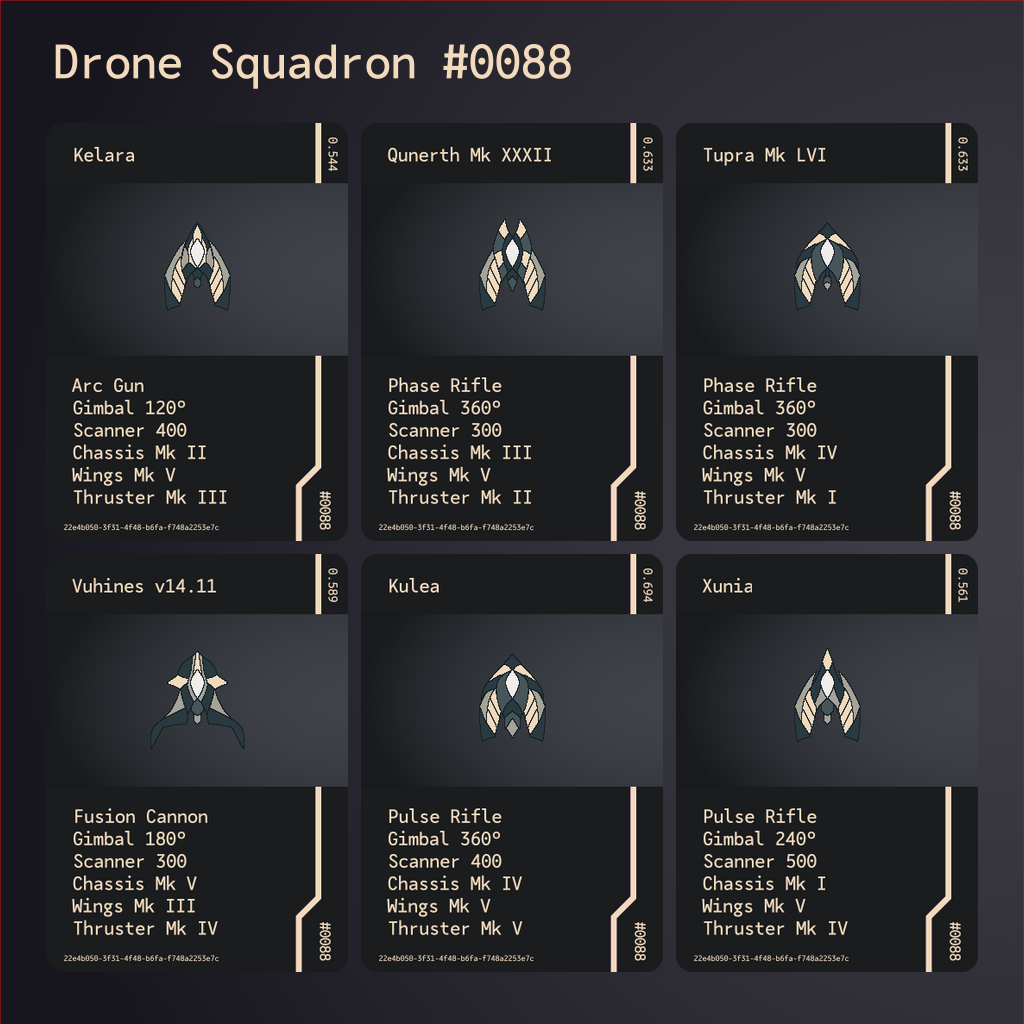 Drone Squadron #0088
Kelara
0.544
Arc Gun
Gimbal 120°
Scanner 400
Chassis Mk II
Wings Mk V
Thruster Mk III
#0088
22e4b050-3f31-4f48-b6fa-f748a2253e7c
Qunerth Mk XXXII
0.633
Phase Rifle
Gimbal 360°
Scanner 300
Chassis Mk III
Wings Mk V
Thruster Mk II
#0088
22e4b050-3f31-4f48-b6fa-f748a2253e7c
Tupra Mk LVI
0.633
Phase Rifle
Gimbal 360°
Scanner 300
Chassis Mk IV
Wings Mk V
Thruster Mk I
#0088
22e4b050-3f31-4f48-b6fa-f748a2253e7c
Vuhines v14.11
0.589
Fusion Cannon
Gimbal 180°
Scanner 300
Chassis Mk V
Wings Mk III
Thruster Mk IV
#0088
22e4b050-3f31-4f48-b6fa-f748a2253e7c
Kulea
0.694
Pulse Rifle
Gimbal 360°
Scanner 400
Chassis Mk IV
Wings Mk V
Thruster Mk V
#0088
22e4b050-3f31-4f48-b6fa-f748a2253e7c
Xunia
0.561
Pulse Rifle
Gimbal 240°
Scanner 500
Chassis Mk I
Wings Mk V
Thruster Mk IV
#0088
22e4b050-3f31-4f48-b6fa-f748a2253e7c